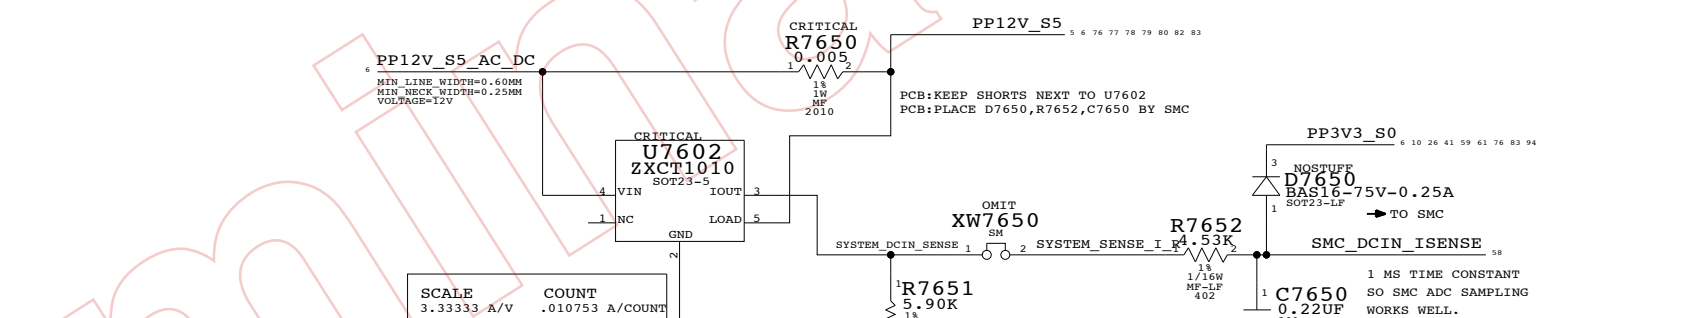 CRITICAL
R7650
0.005
1 2
1%
1W
MF
2010
PP12V_S5
5 6 76 77 78 79 80 82 83
6 PP12V_S5_AC_DC
MIN_LINE_WIDTH=0.60MM
MIN_NECK_WIDTH=0.25MM
VOLTAGE=12V
PCB:KEEP SHORTS NEXT TO U7602
PCB:PLACE D7650,R7652,C7650 BY SMC
CRITICAL
U7602
ZXCT1010
SOT23-5
4 VIN IOUT 3
1 NC LOAD 5
GND
2
PP3V3_S0
6 10 26 41 59 61 76 83 94
3
NOSTUFF
D7650
BAS16-75V-0.25A
SOT23-LF
1
TO SMC
OMIT
XW7650
SM
SYSTEM_DCIN_SENSE 1 2 SYSTEM_SENSE_I_R
R7652
1 4.53K 2
1%
1/16W
MF-LF
402
SMC_DCIN_ISENSE 58
1 R7651
5.90K
1%
1 C7650
0.22UF
1 MS TIME CONSTANT
SO SMC ADC SAMPLING
WORKS WELL.
SCALE COUNT
3.33333 A/V .010753 A/COUNT
mina